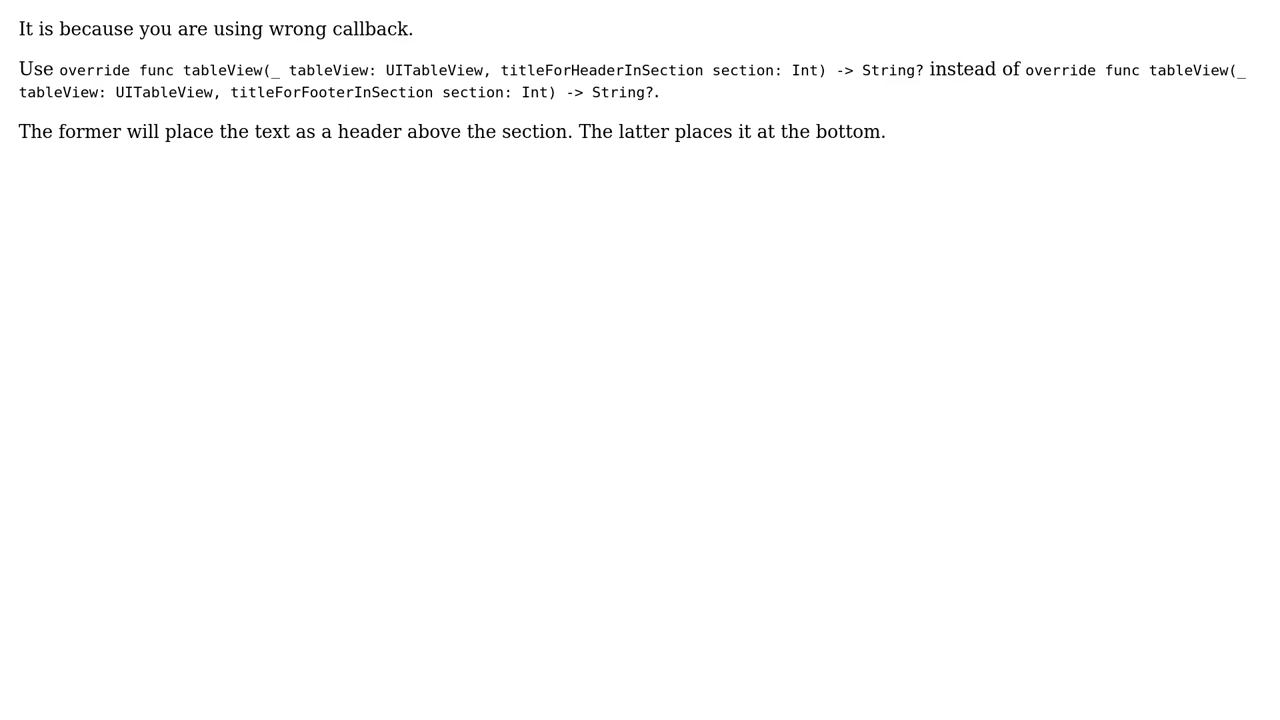 It is because you are using wrong callback.
Use override func tableView(_ tableView: UITableView, titleForHeaderInSection section: Int) -> String? instead of override func tableView(_
tableView: UITableView, titleForFooterInSection section: Int) -> String?.
The former will place the text as a header above the section. The latter places it at the bottom.